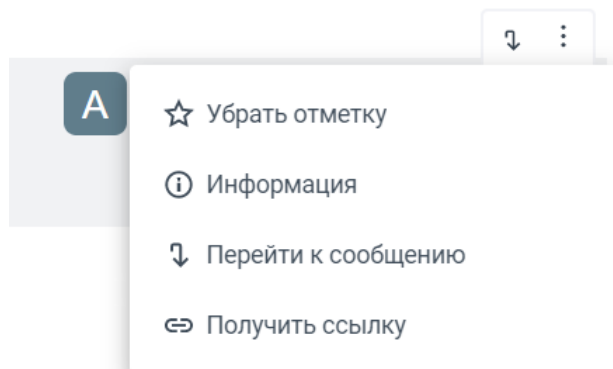 A
Убрать отметку
Информация
Перейти к сообщению
Получить ссылку